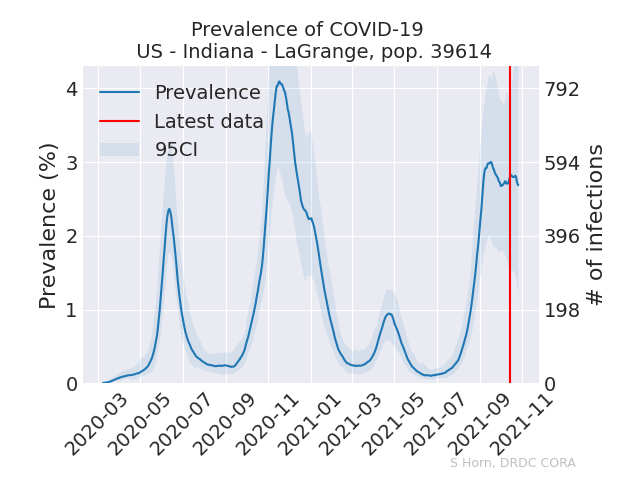 Prevalence of COVID-19
US - Indiana - LaGrange, pop. 39614
Prevalence
Latest data
95CI
Prevalence (%)
4
3
2
1
0
# of infections
792
594
396
198
0
2020-03
2020-05
2020-07
2020-09
2020-11
2021-01
2021-03
2021-05
2021-07
2021-09
2021-11
S Horn, DRDC CORA